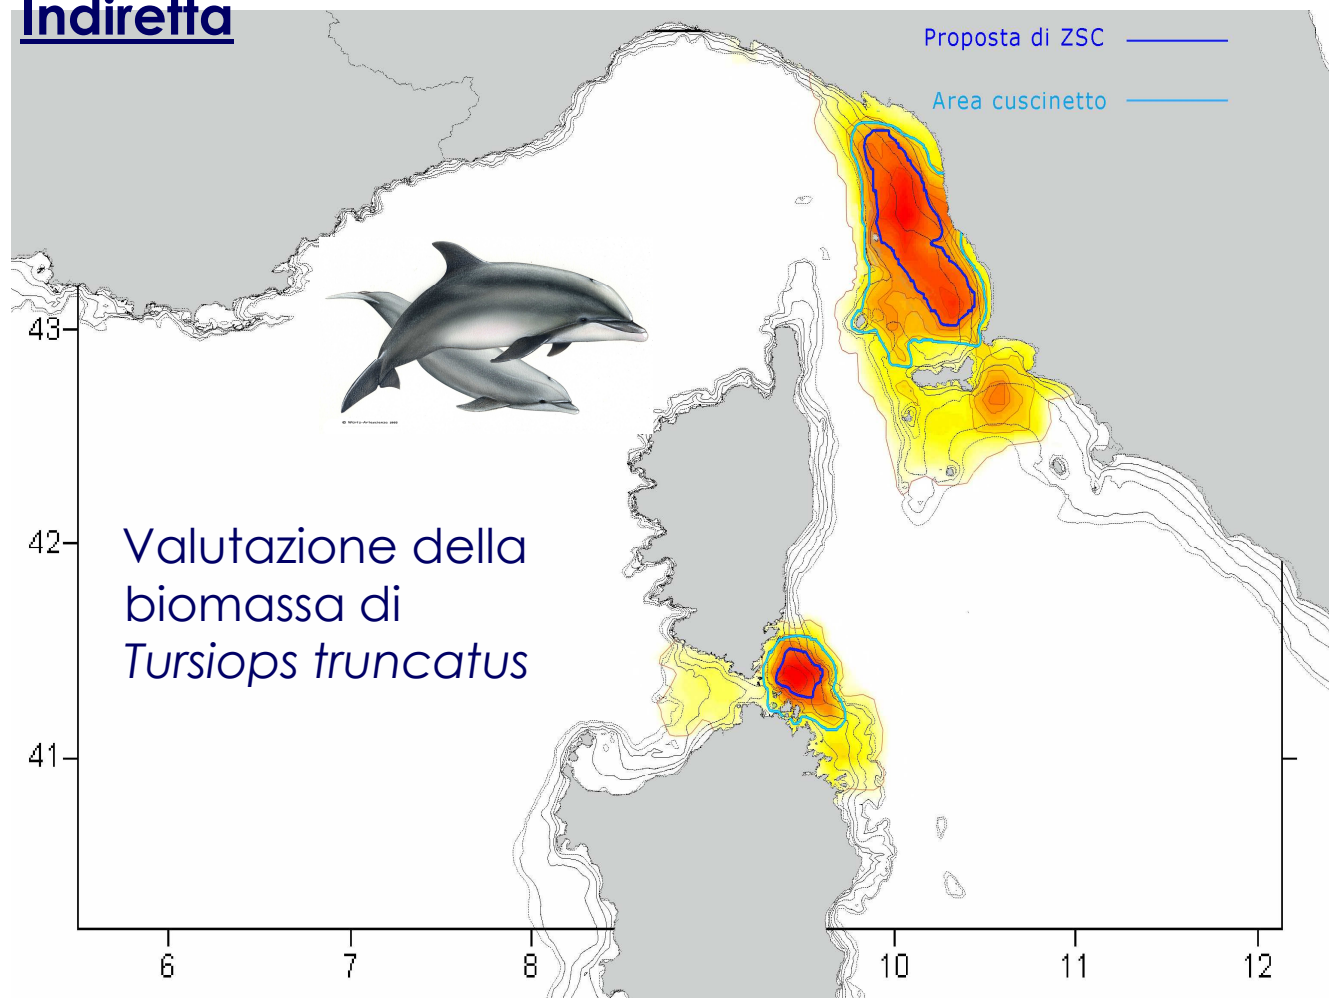 Indiretta
Proposta di ZSC
Area cuscinetto
43
42
Valutazione della
biomassa di
Tursiops truncatus
41
6
7
8
10
11
12